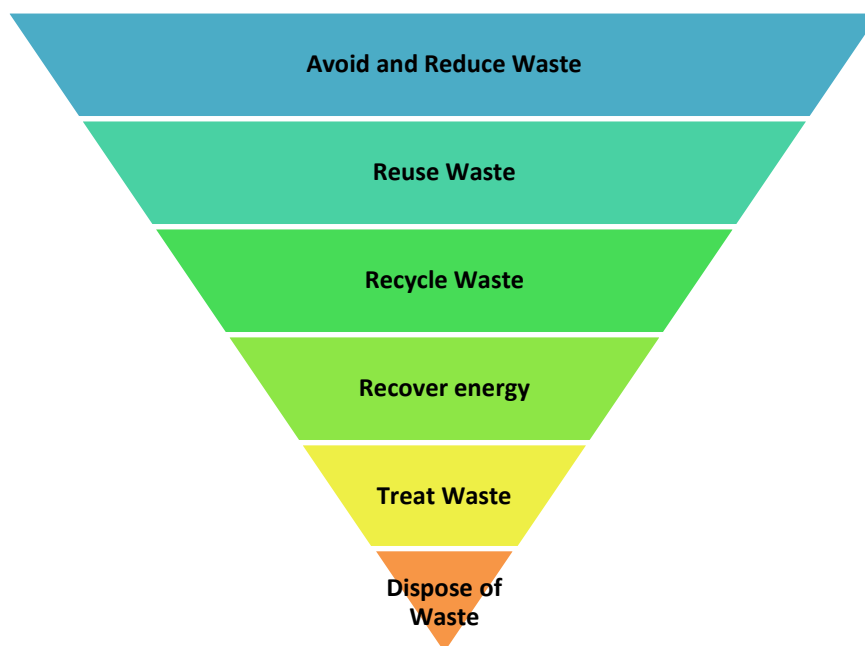 Avoid and Reduce Waste
Reuse Waste
Recycle Waste
Recover energy
Treat Waste
Dispose of
Waste